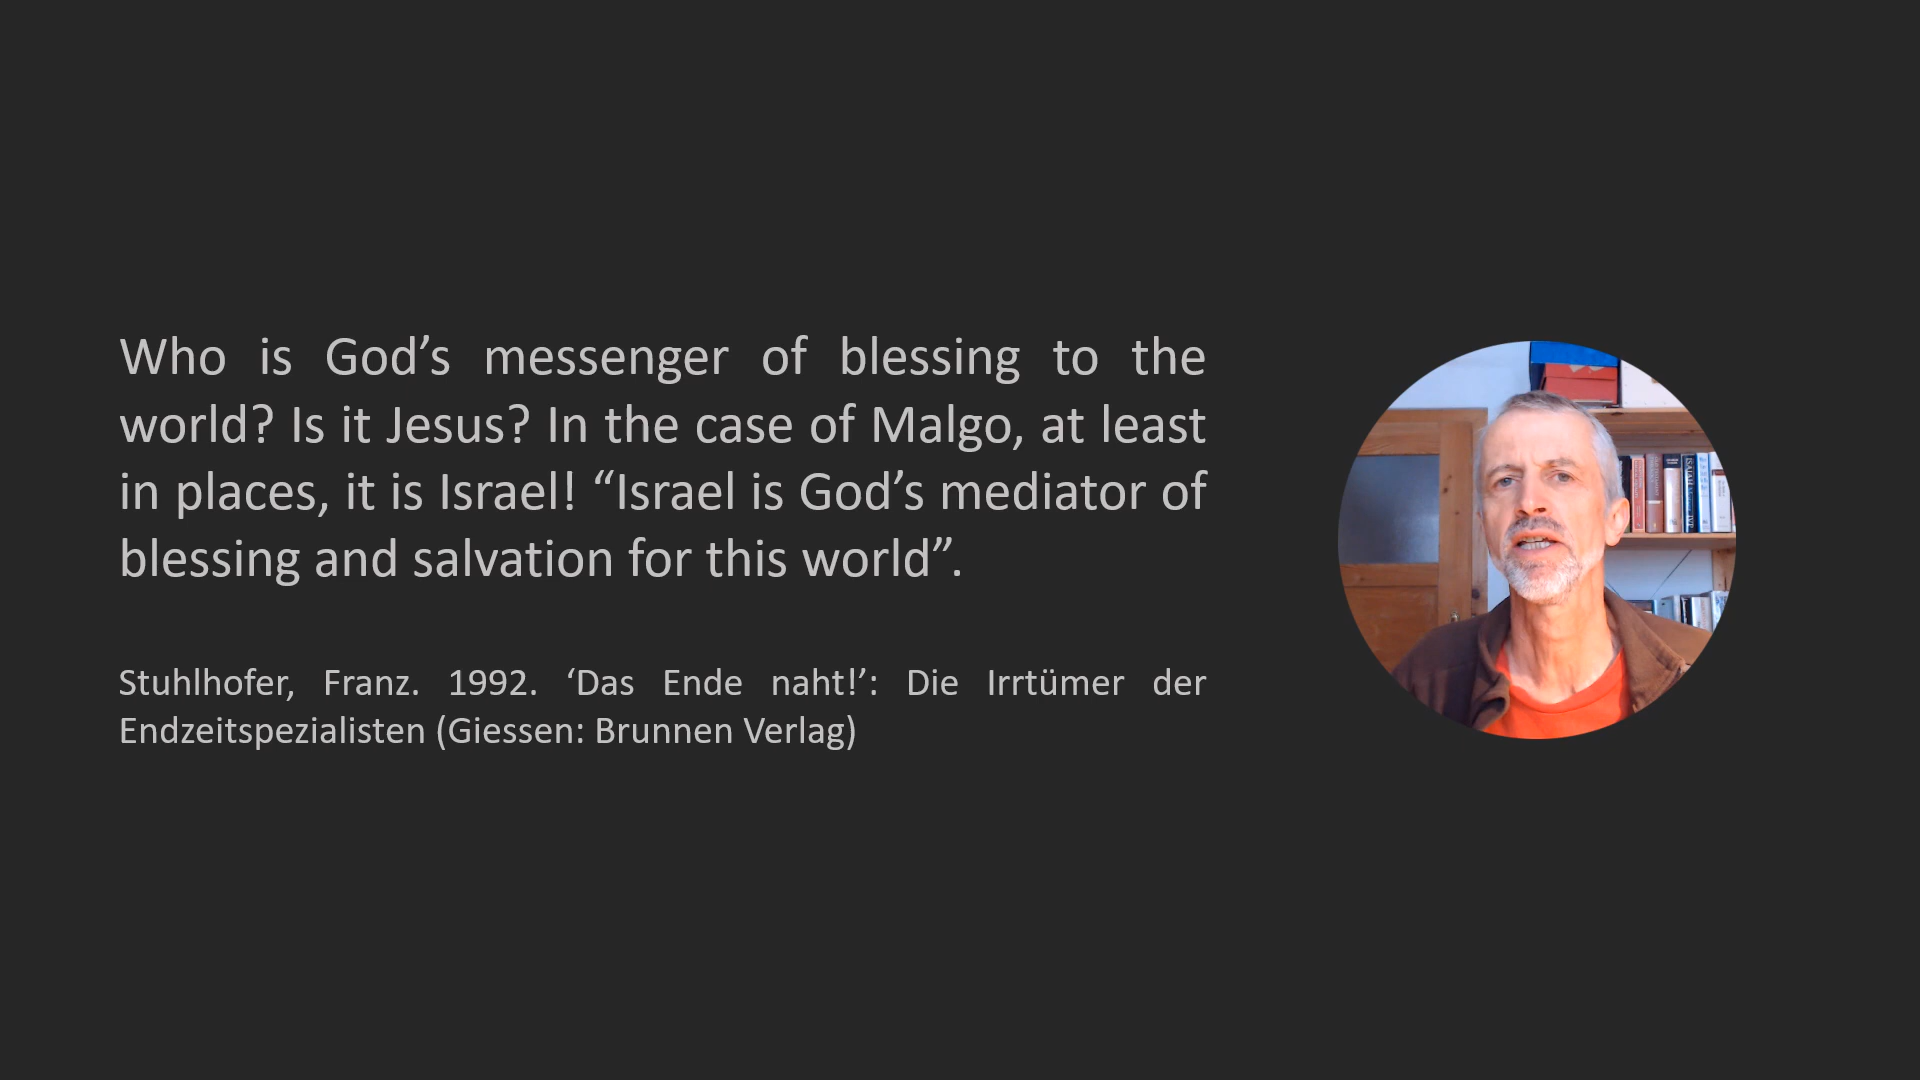 Who is God’s messenger of blessing to the
world? Is it Jesus? In the case of Malgo, at least
in places, it is Israel! “Israel is God’s mediator of
blessing and salvation for this world”.
Stuhlhofer, Franz. 1992. ‘Das Ende naht!’: Die Irrtümer der
Endzeitspezialisten (Giessen: Brunnen Verlag)